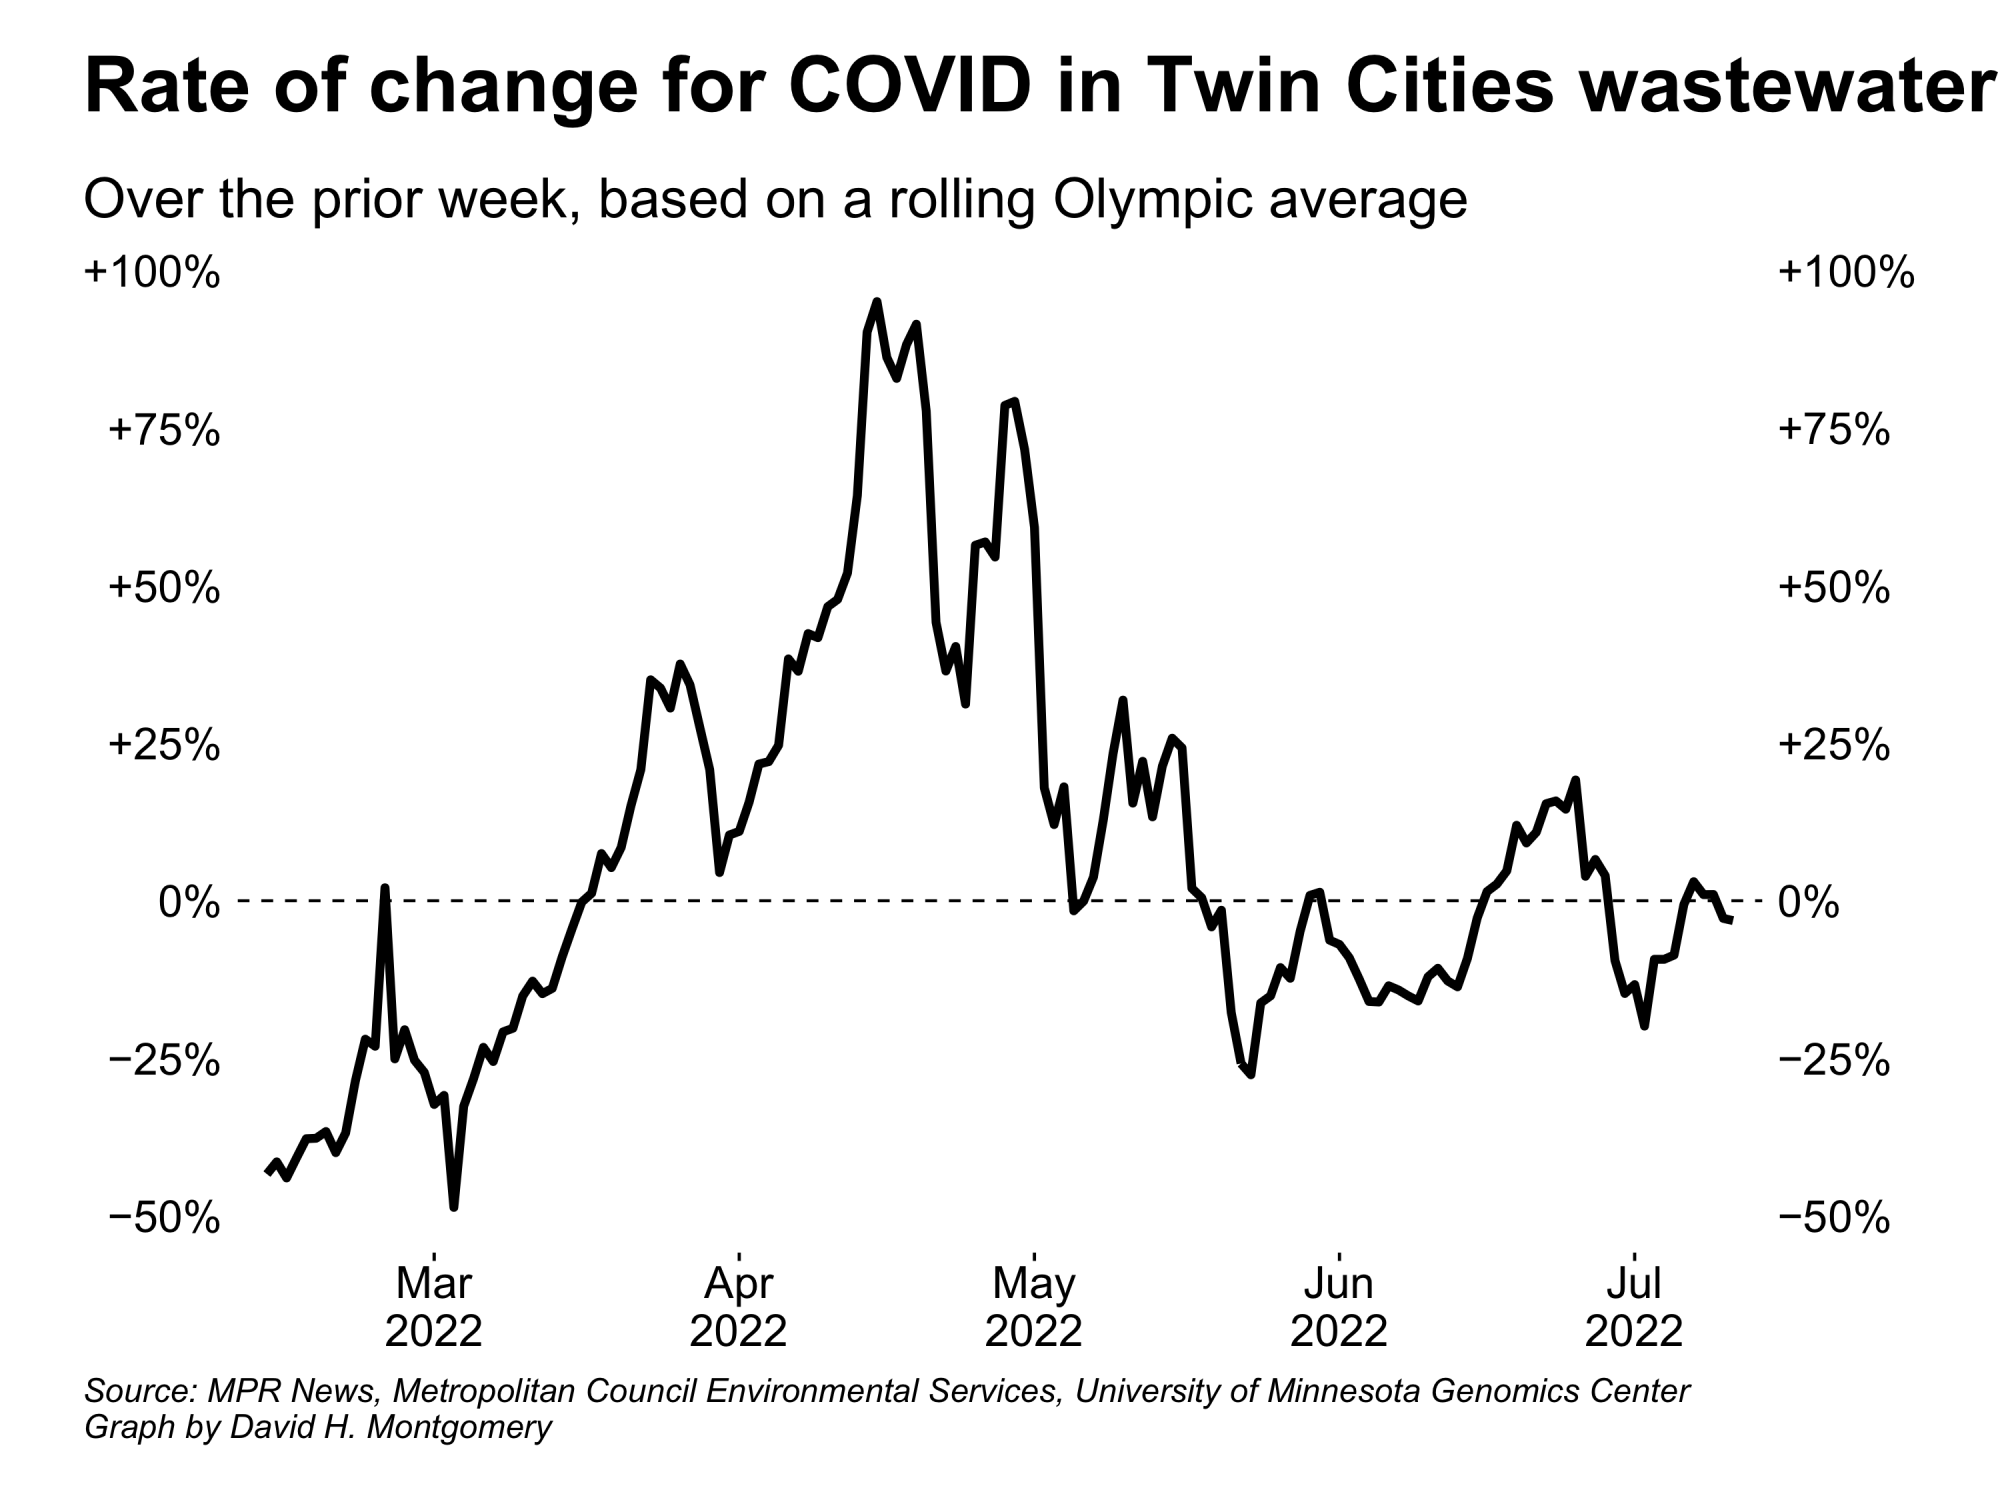 Rate of change for COVID in Twin Cities wastewater
Over the prior week, based on a rolling Olympic average
+100% +100%
+75% +75%
+50% +50%
+25% +25%
0% 0%
−25% −25%
−50% −50%
Mar Apr May Jun Jul
2022 2022 2022 2022 2022
Source: MPR News, Metropolitan Council Environmental Services, University of Minnesota Genomics Center
Graph by David H. Montgomery